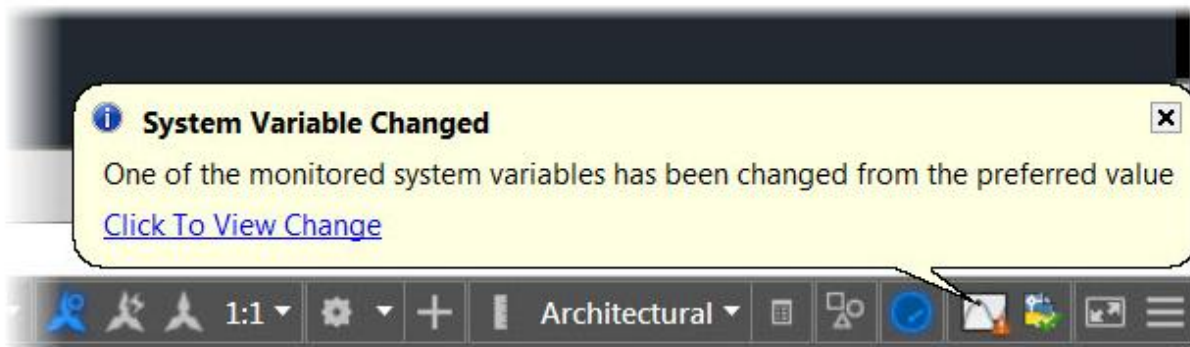 System Variable Changed
One of the monitored system variables has been changed from the preferred value
Click To View Change
1:1 Architectural